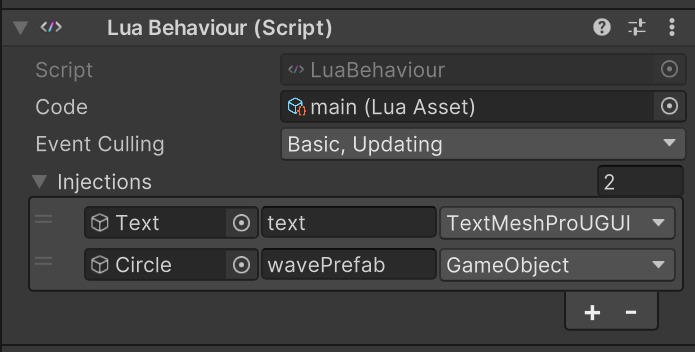 Lua Behaviour (Script)
Script LuaBehaviour
Code main (Lua Asset)
Event Culling Basic, Updating
Injections 2
Text text TextMeshProUGUI
Circle wavePrefab GameObject
+ -